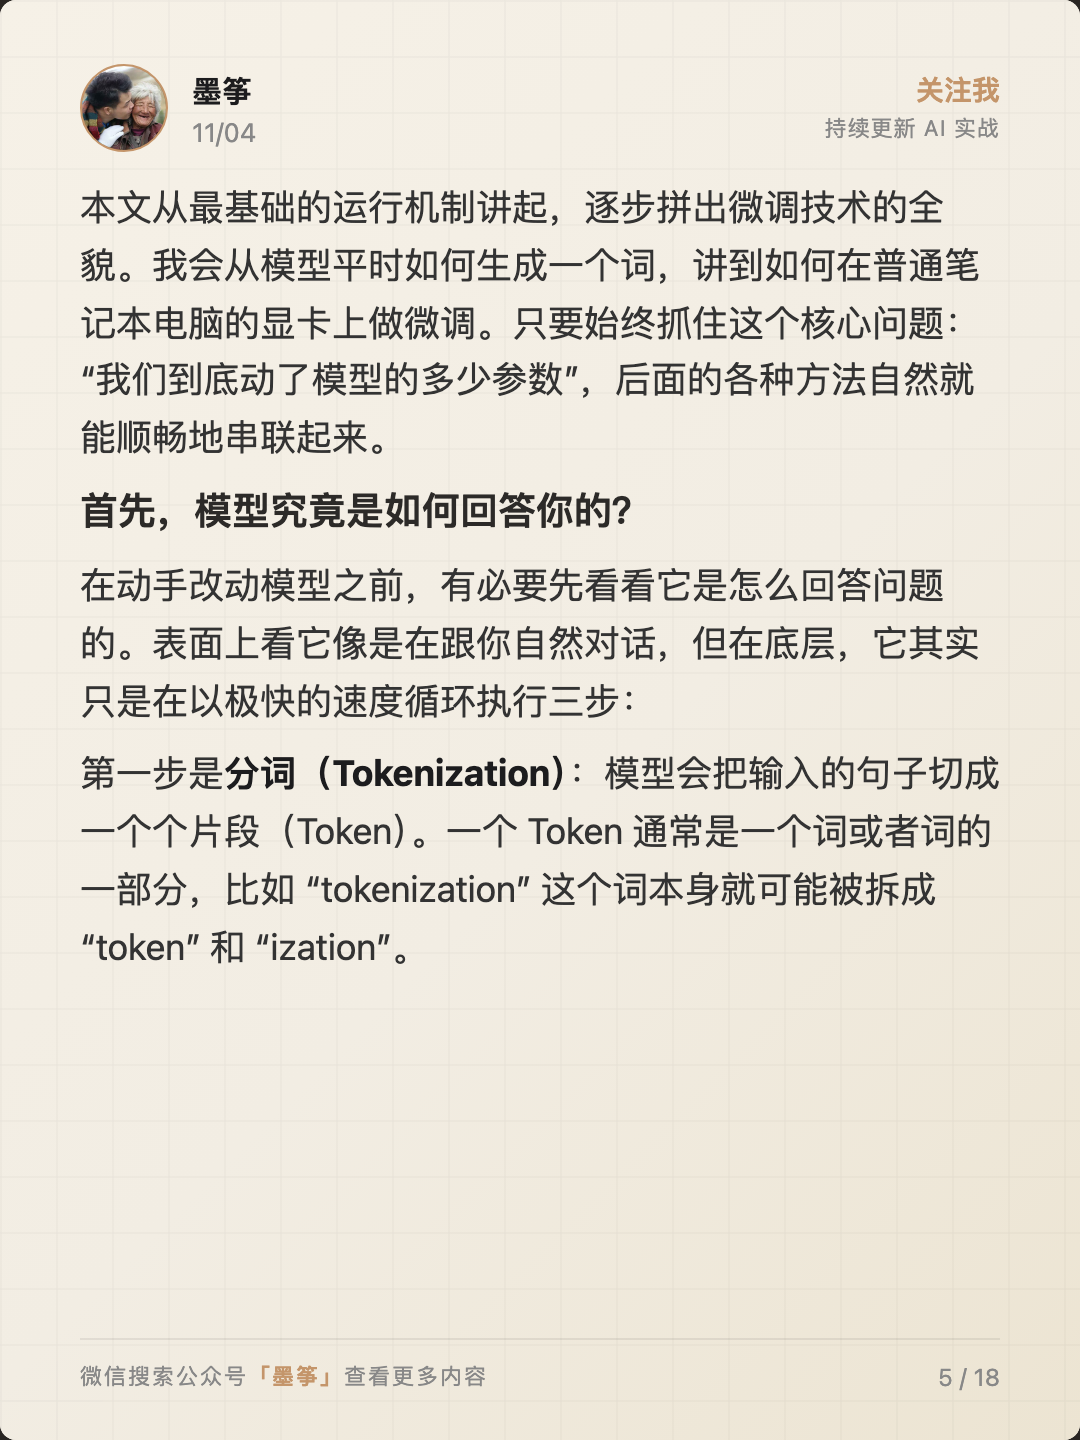 墨筝
11/04
关注我
持续更新 AI 实战
本文从最基础的运行机制讲起，逐步拼出微调技术的全
貌。我会从模型平时如何生成一个词，讲到如何在普通笔
记本电脑的显卡上做微调。只要始终抓住这个核心问题：
“我们到底动了模型的多少参数”，后面的各种方法自然就
能顺畅地串联起来。
首先，模型究竟是如何回答你的？
在动手改动模型之前，有必要先看看它是怎么回答问题
的。表面上看它像是在跟你自然对话，但在底层，它其实
只是在以极快的速度循环执行三步：
第一步是分词（Tokenization）：模型会把输入的句子切成
一个个片段（Token）。一个 Token 通常是一个词或者词的
一部分，比如 “tokenization” 这个词本身就可能被拆成
“token” 和 “ization”。
微信搜索公众号「墨筝」查看更多内容
5 / 18